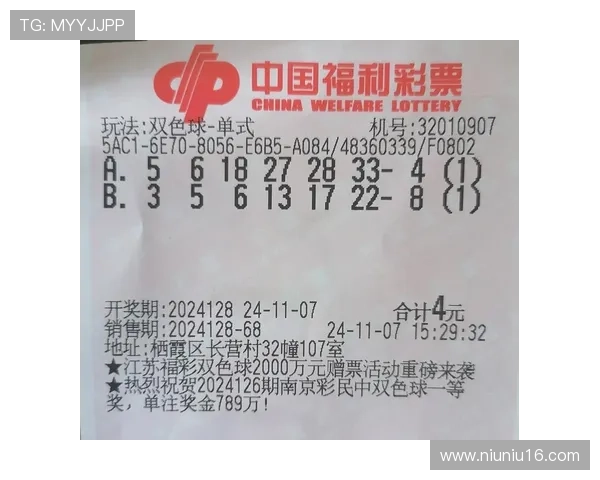 TG: MYYJJPP
中国福利彩票
CHINA WELFARE LOTTERY
玩法:双色球-单式 机号:32010907
5AC1-6E70-8056-E6B5-A084/48360339/F0802
A. 5 6 18 27 28 33- 4 (1)
B. 3 5 6 13 17 22- 8 (1)
开奖期:2024128 24-11-07 合计4元
销售期:2024128-68 24-11-07 15:29:32
地址:栖霞区长营村32幢107室
★江苏福彩双色球2000万元赠票活动重磅来袭
★热烈祝贺2024126期南京彩民中双色球一等
奖,单注奖金789万!
www.niuniu16.com